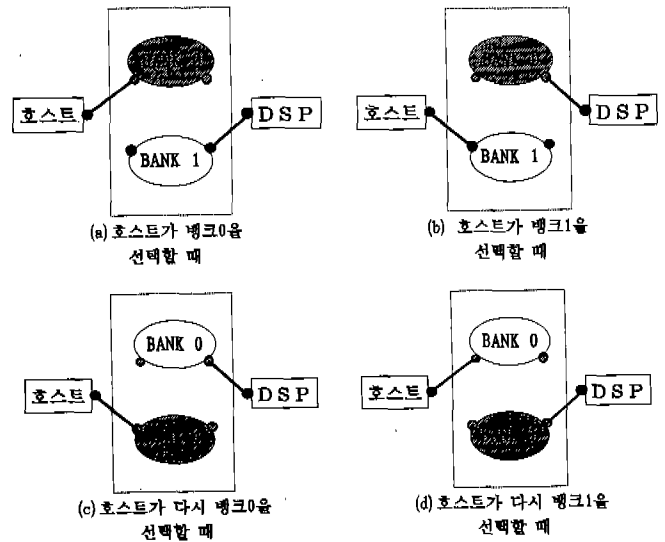 호스트
DSP
BANK 1
(a) 호스트가 뱅크0을
선택할 때
호스트
DSP
BANK 1
(b) 호스트가 뱅크1을
선택할 때
BANK 0
호스트
DSP
(c) 호스트가 다시 뱅크0을
선택할 때
BANK 0
호스트
DSP
(d) 호스트가 다시 뱅크1을
선택할 때